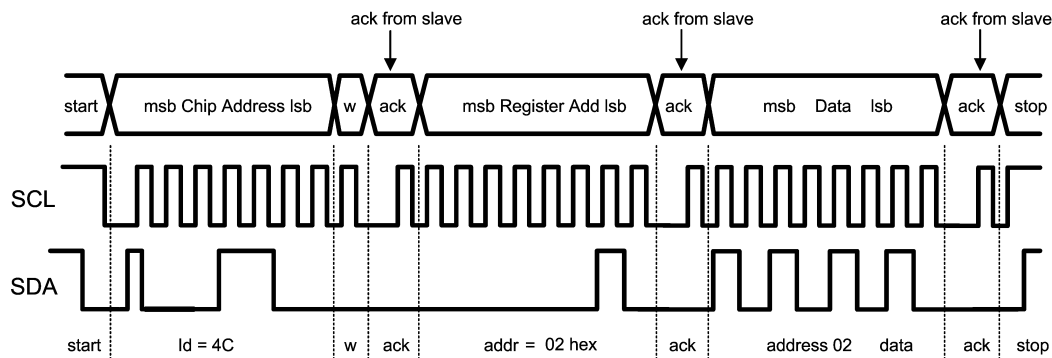 ack from slave ack from slave ack from slave
start msb Chip Address lsb w ack msb Register Add lsb ack msb Data lsb ack stop
SCL
SDA
start Id = 4C w ack addr = 02 hex ack address 02 data ack stop